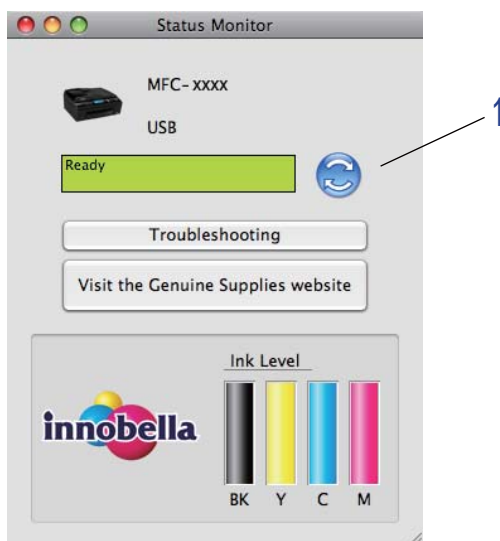 Status Monitor
MFC- xxxx
USB
Ready
1
Troubleshooting
Visit the Genuine Supplies website
Ink Level
innobella
BK Y C M